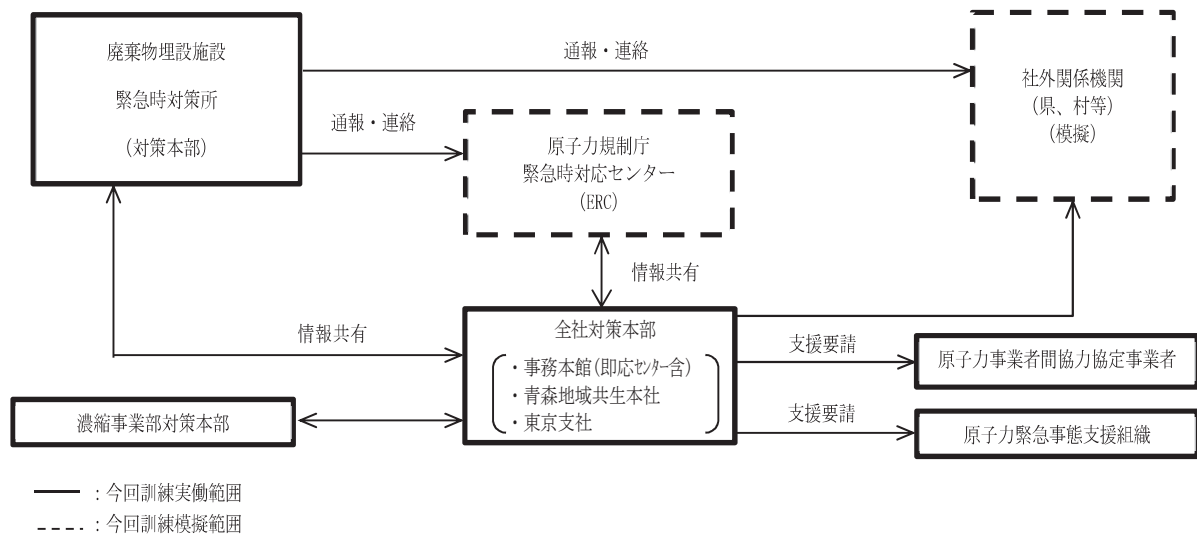 廃棄物埋設施設
緊急時対策所
(対策本部)
通報・連絡
社外関係機関
(県、村等)
(模擬)
通報・連絡
原子力規制庁
緊急時対応センター
(ERC)
情報共有
情報共有
全社対策本部
・事務本館(即応センター含)
・青森地域共生本社
・東京支社
支援要請
原子力事業者間協力協定事業者
濃縮事業部対策本部
支援要請
原子力緊急事態支援組織
：今回訓練実働範囲
：今回訓練模擬範囲